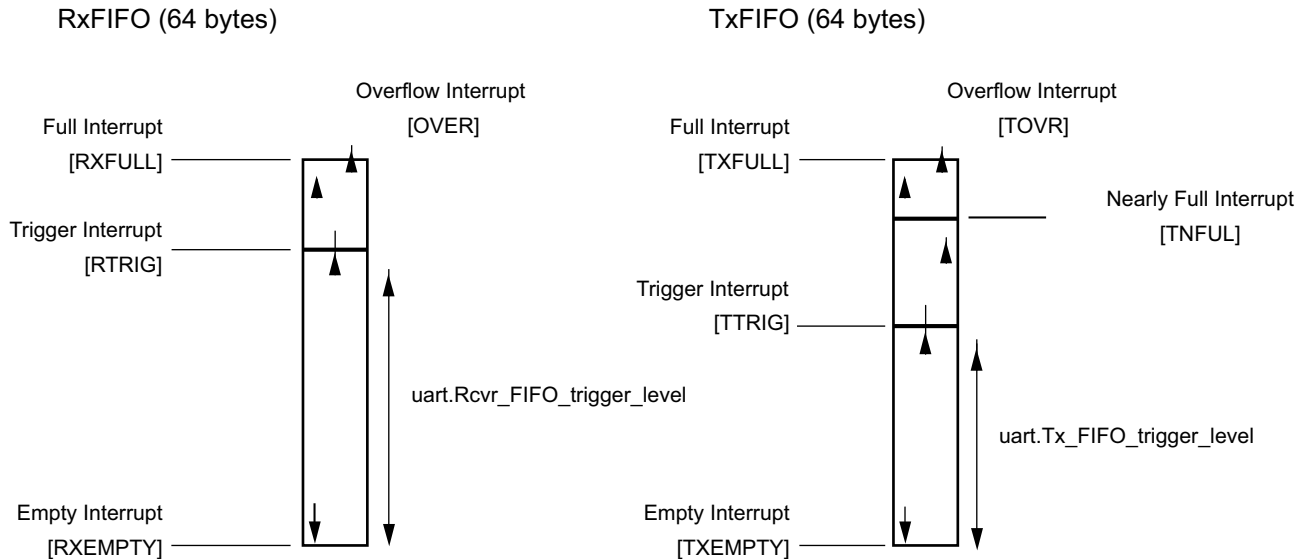 RxFIFO (64 bytes)
TxFIFO (64 bytes)
Overflow Interrupt
[OVER]
Full Interrupt
[RXFULL]
Trigger Interrupt
[RTRIG]
uart.Rcvr_FIFO_trigger_level
Empty Interrupt
[RXEMPTY]
Overflow Interrupt
[TOVR]
Full Interrupt
[TXFULL]
Nearly Full Interrupt
[TNFUL]
Trigger Interrupt
[TTRIG]
uart.Tx_FIFO_trigger_level
Empty Interrupt
[TXEMPTY]